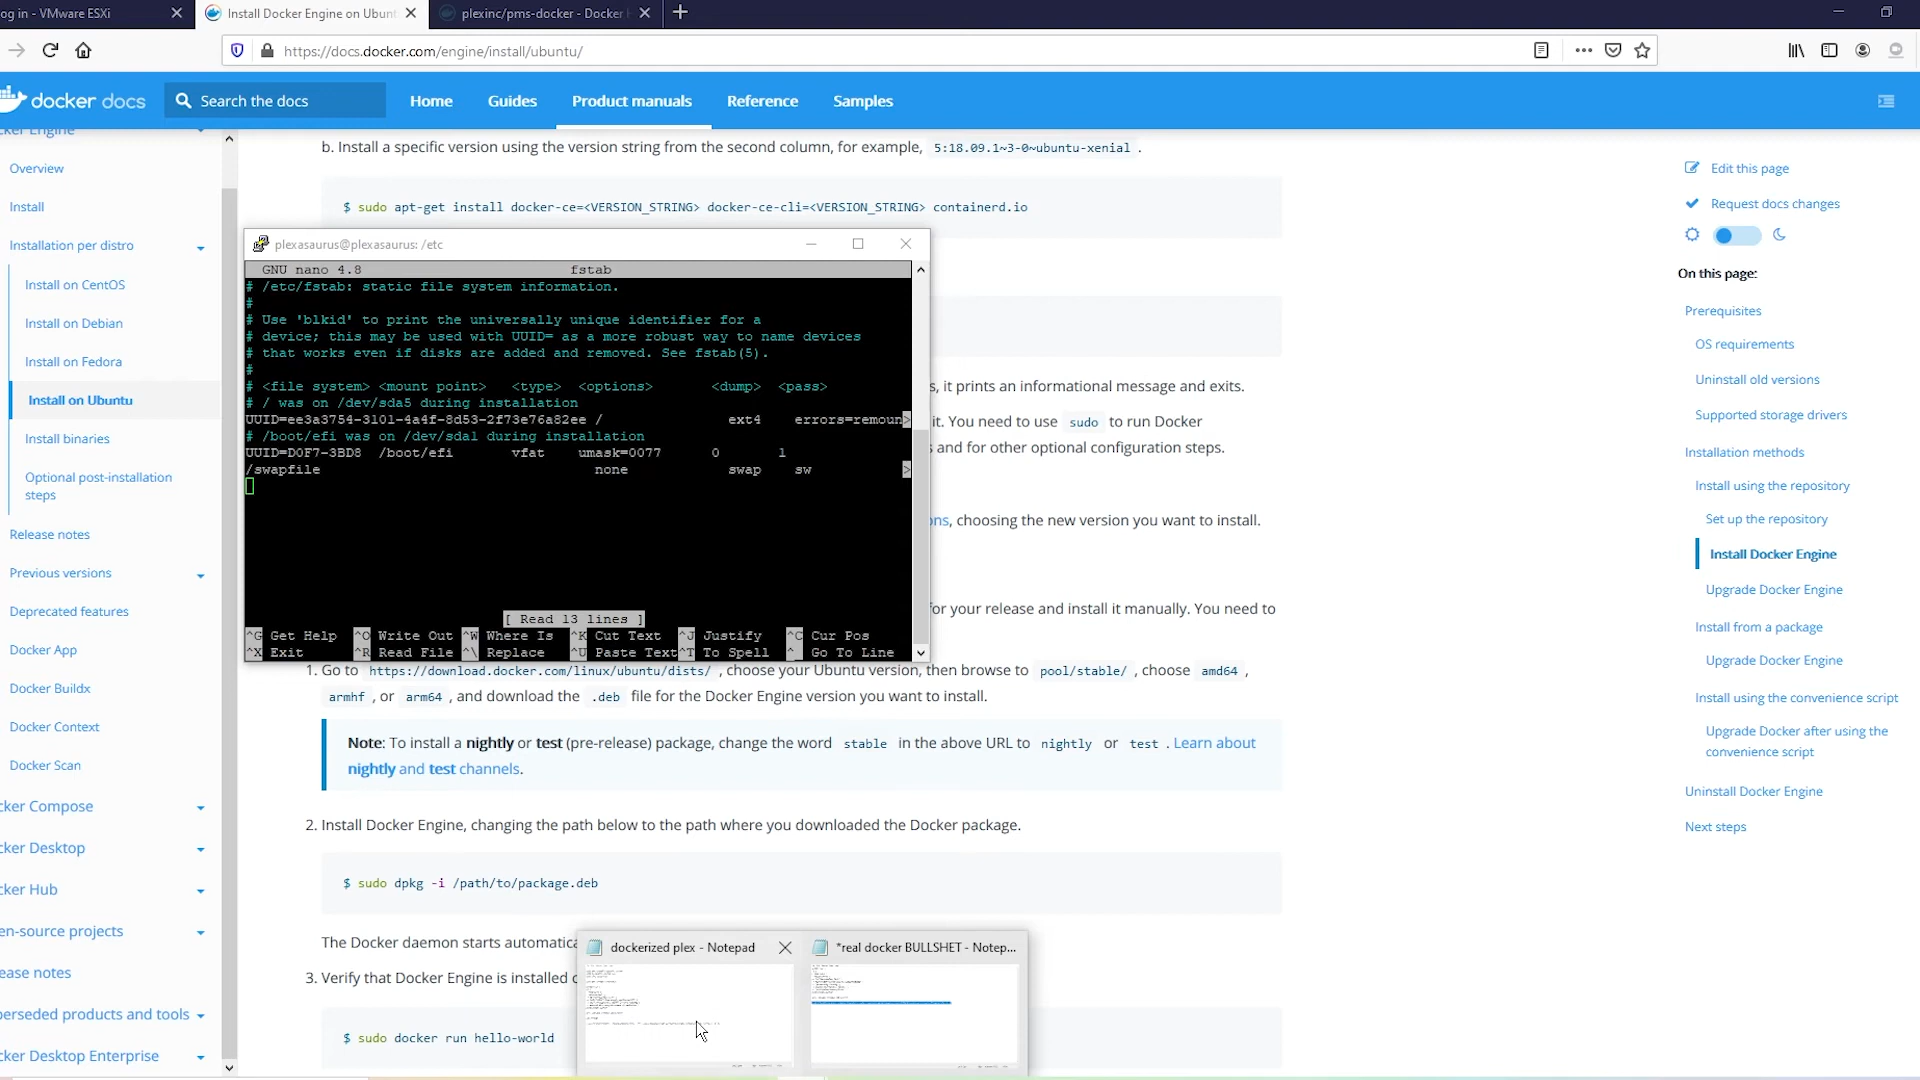 og in - VMware ESXi
Install Docker Engine on Ubunt
plexinc/pms-docker - Docker H
https://docs.docker.com/engine/install/ubuntu/
docker docs
Search the docs
Home
Guides
Product manuals
Reference
Samples
cker Engine
Overview
Install
Installation per distro
Install on CentOS
Install on Debian
Install on Fedora
Install on Ubuntu
Install binaries
Optional post-installation
steps
Release notes
Previous versions
Deprecated features
Docker App
Docker Buildx
Docker Context
Docker Scan
cker Compose
cker Desktop
cker Hub
en-source projects
ease notes
perseded products and tools
cker Desktop Enterprise
b. Install a specific version using the version string from the second column, for example, 5:18.09.1~3-0~ubuntu-xenial .
$ sudo apt-get install docker-ce=<VERSION_STRING> docker-ce-cli=<VERSION_STRING> containerd.io
plexasaurus@plexasaurus: /etc
GNU nano 4.8 fstab
# /etc/fstab: static file system information.
#
# Use 'blkid' to print the universally unique identifier for a
# device; this may be used with UUID= as a more robust way to name devices
# that works even if disks are added and removed. See fstab(5).
#
# <file system> <mount point> <type> <options> <dump> <pass>
# / was on /dev/sda5 during installation
UUID=ee3a3754-3101-4a4f-8d53-2f73e76a82ee / ext4 errors=remoun>
# /boot/efi was on /dev/sda1 during installation
UUID=D0F7-3BD8 /boot/efi vfat umask=0077 0 1
/swapfile none swap sw >
[ Read 13 lines ]
^G Get Help ^O Write Out ^W Where Is ^K Cut Text ^J Justify ^C Cur Pos
^X Exit ^R Read File ^\ Replace ^U Paste Text ^T To Spell ^_ Go To Line
s, it prints an informational message and exits.
it. You need to use sudo to run Docker
s and for other optional configuration steps.
ons, choosing the new version you want to install.
for your release and install it manually. You need to
1. Go to https://download.docker.com/linux/ubuntu/dists/ , choose your Ubuntu version, then browse to pool/stable/ , choose amd64 ,
armhf , or arm64 , and download the .deb file for the Docker Engine version you want to install.
Note: To install a nightly or test (pre-release) package, change the word stable in the above URL to nightly or test . Learn about
nightly and test channels.
2. Install Docker Engine, changing the path below to the path where you downloaded the Docker package.
$ sudo dpkg -i /path/to/package.deb
The Docker daemon starts automatica
3. Verify that Docker Engine is installed c
$ sudo docker run hello-world
dockerized plex - Notepad
*real docker BULLSHET - Notep...
Edit this page
Request docs changes
On this page:
Prerequisites
OS requirements
Uninstall old versions
Supported storage drivers
Installation methods
Install using the repository
Set up the repository
Install Docker Engine
Upgrade Docker Engine
Install from a package
Upgrade Docker Engine
Install using the convenience script
Upgrade Docker after using the
convenience script
Uninstall Docker Engine
Next steps